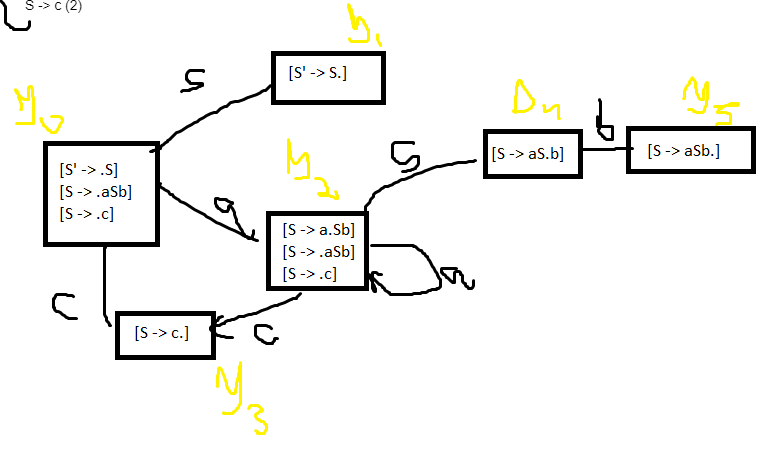 S -> c (2)
S
[S' -> S.]
[S' -> .S]
[S -> .aSb]
[S -> .c]
a
[S -> a.Sb]
[S -> .aSb]
[S -> .c]
S
[S -> aS.b]
b
[S -> aSb.]
a
c
[S -> c.]
c